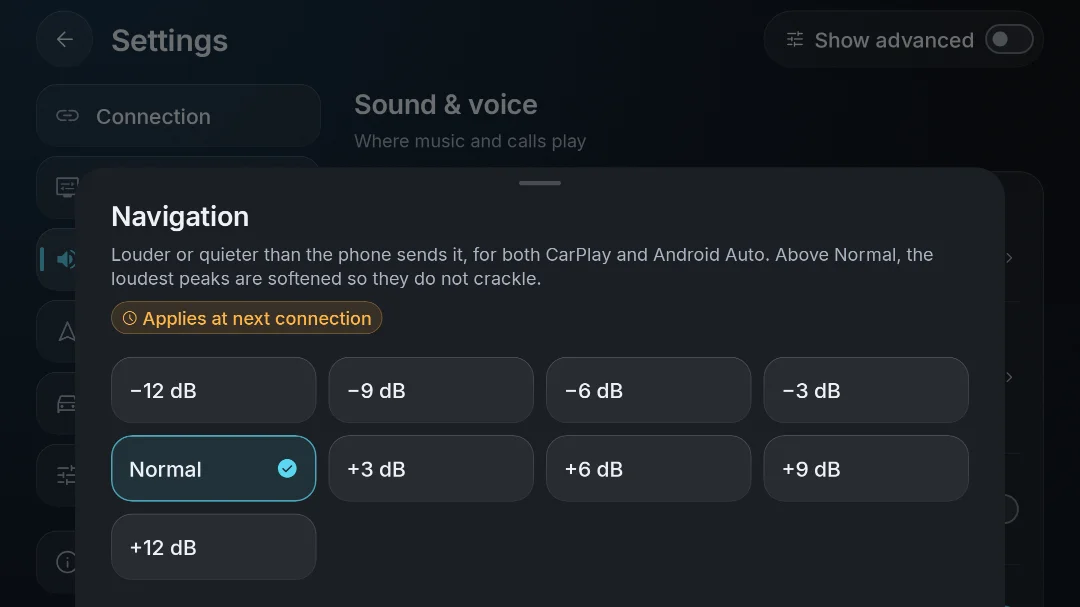 Settings
Show advanced
Connection
Sound & voice
Where music and calls play
Navigation
Louder or quieter than the phone sends it, for both CarPlay and Android Auto. Above Normal, the
loudest peaks are softened so they do not crackle.
Applies at next connection
−12 dB
−9 dB
−6 dB
−3 dB
Normal
+3 dB
+6 dB
+9 dB
+12 dB